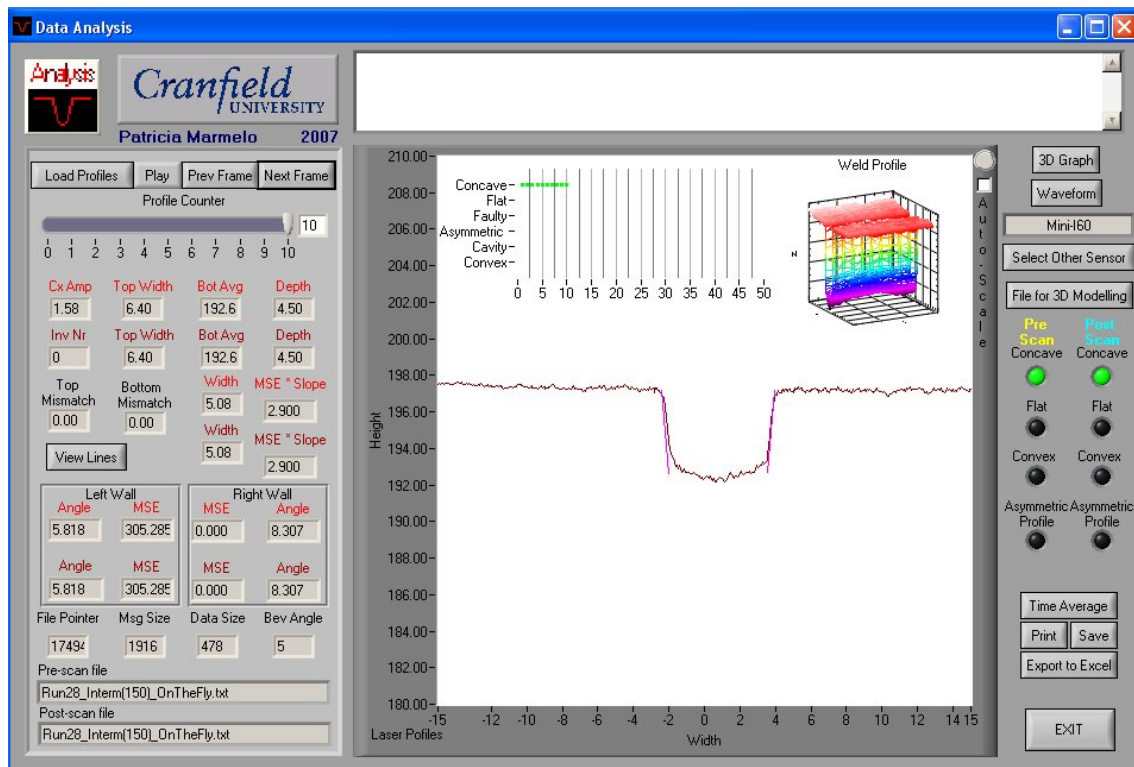 Data Analysis
Analysis
Cranfield
UNIVERSITY
Patricia Marmelo 2007
Load Profiles Play Prev Frame Next Frame
Profile Counter
10
0 1 2 3 4 5 6 7 8 9 10
Cx Amp Top Width Bot Avg Depth
1.58 6.40 192.6 4.50
Inv Nr Top Width Bot Avg Depth
0 6.40 192.6 4.50
Top Mismatch Bottom Mismatch Width MSE * Slope
0.00 0.00 5.08 2.900
Width MSE * Slope
View Lines 5.08 2.900
Left Wall Right Wall
Angle MSE MSE Angle
5.818 305.285 0.000 8.307
Angle MSE MSE Angle
5.818 305.285 0.000 8.307
File Pointer Msg Size Data Size Bev Angle
17494 1916 478 5
Pre-scan file
Run28_Interm(150)_OnTheFly.txt
Post-scan file
Run28_Interm(150)_OnTheFly.txt
210.00
208.00
206.00
204.00
202.00
200.00
198.00
196.00
194.00
192.00
190.00
188.00
186.00
184.00
182.00
180.00
Height
Concave
Flat
Faulty
Asymmetric
Cavity
Convex
0 5 10 15 20 25 30 35 40 45 50
Weld Profile
N
Auto-Scale
-15 -12 -10 -8 -6 -4 -2 0 2 4 6 8 10 12 14 15
Laser Pofiles
Width
3D Graph
Waveform
Mini-I60
Select Other Sensor
File for 3D Modelling
Pre Scan Post Scan
Concave Concave
Flat Flat
Convex Convex
Asymmetric Profile Asymmetric Profile
Time Average
Print Save
Export to Excel
EXIT